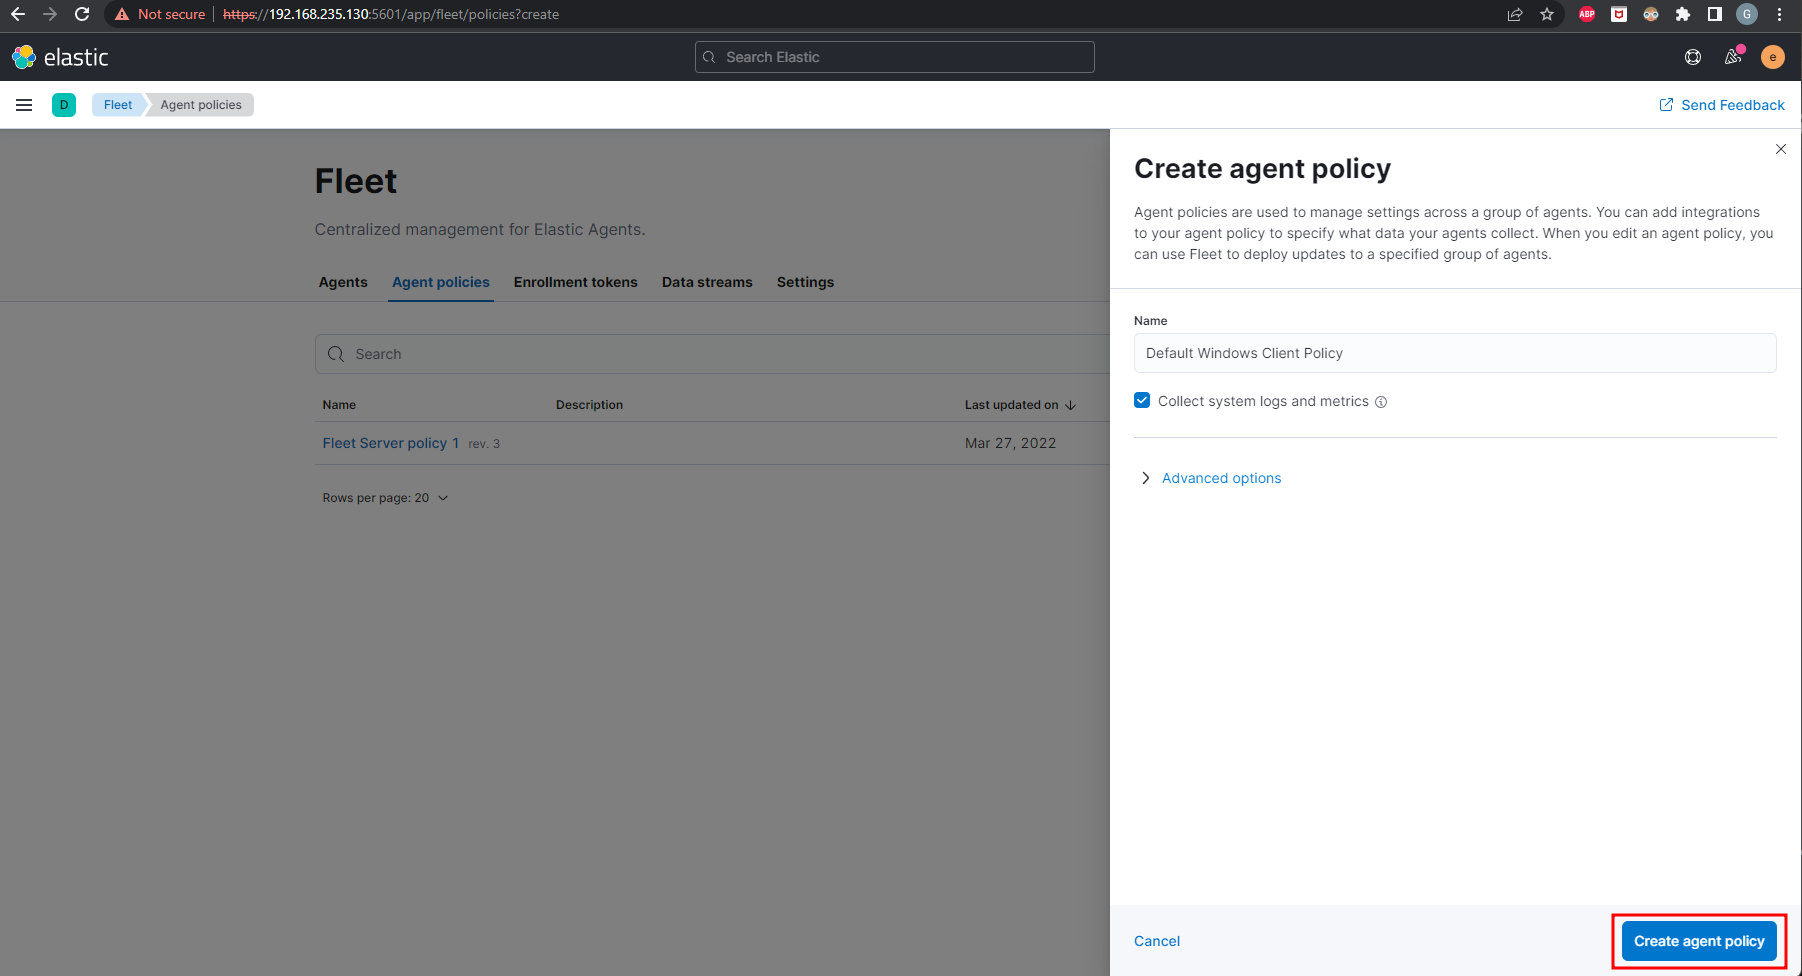 Not secure https://192.168.235.130:5601/app/fleet/policies?create
ABP
G
elastic
Search Elastic
e
D
Fleet
Agent policies
Send Feedback
Fleet
Centralized management for Elastic Agents.
Agents
Agent policies
Enrollment tokens
Data streams
Settings
Search
Name
Description
Last updated on
Fleet Server policy 1 rev. 3
Mar 27, 2022
Rows per page: 20
Create agent policy
Agent policies are used to manage settings across a group of agents. You can add integrations
to your agent policy to specify what data your agents collect. When you edit an agent policy, you
can use Fleet to deploy updates to a specified group of agents.
Name
Default Windows Client Policy
Collect system logs and metrics
Advanced options
Cancel
Create agent policy